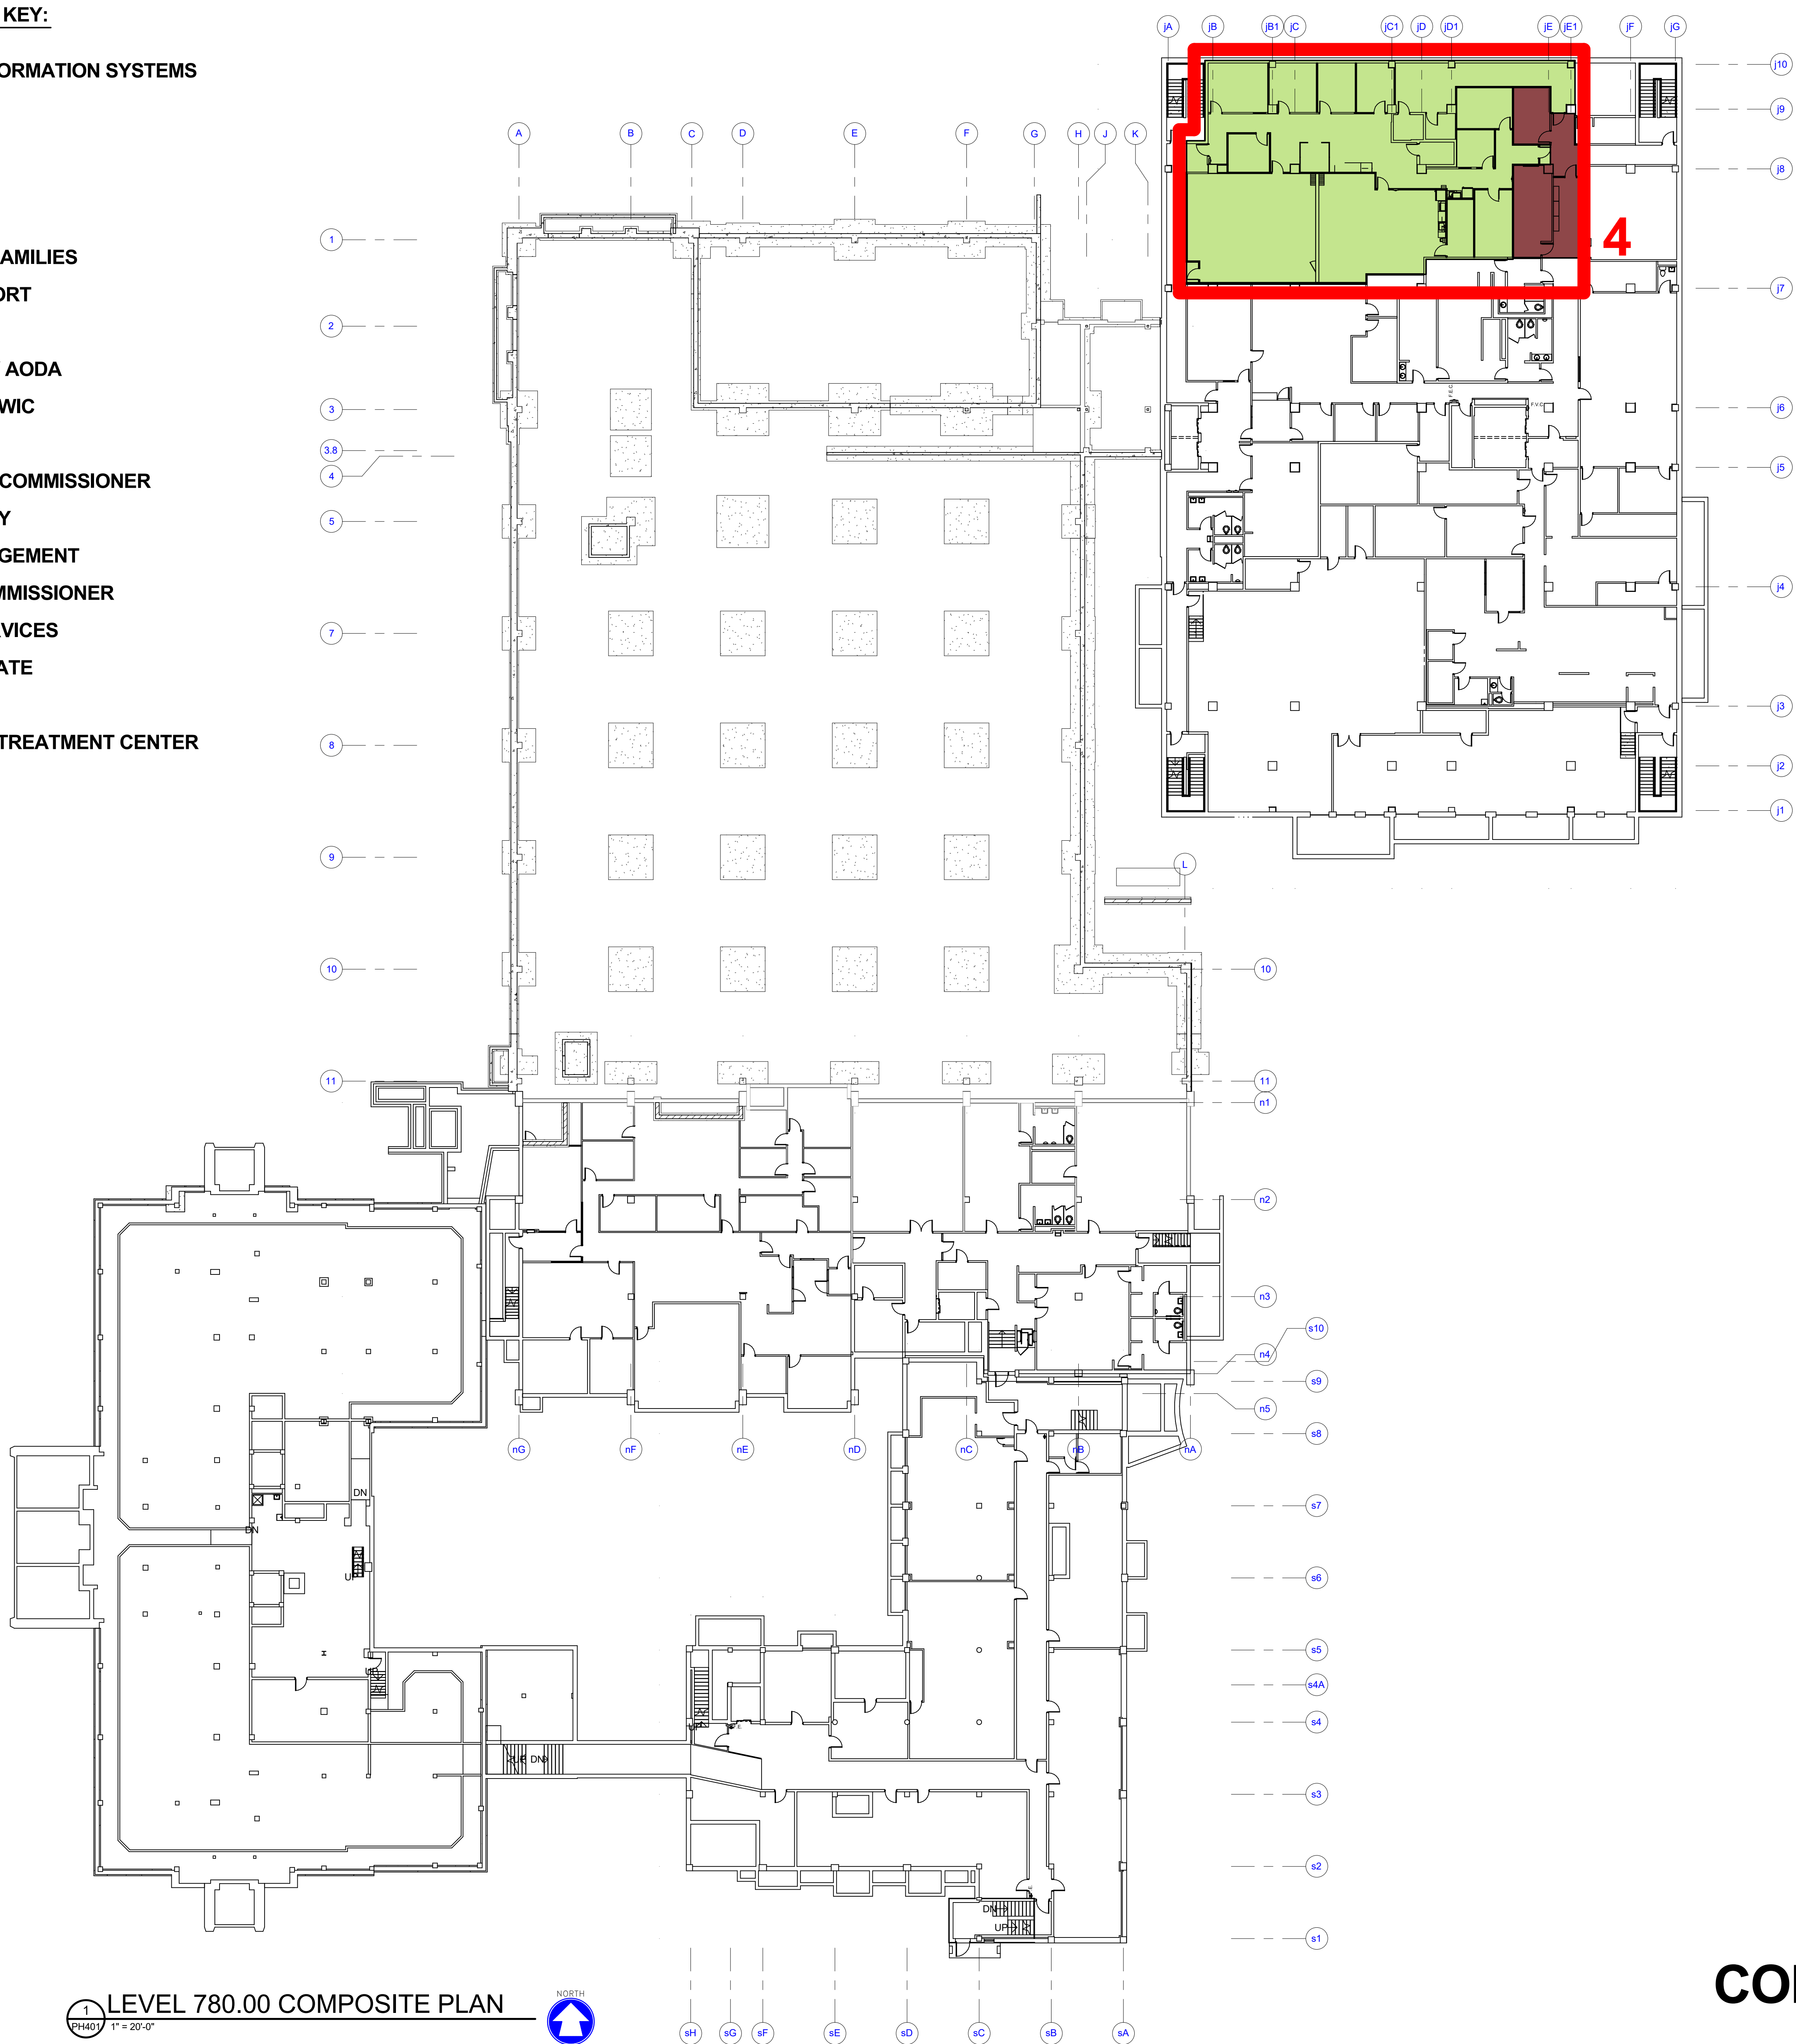 KEY:
ORMATION SYSTEMS
AMILIES
ORT
AODA
WIC
COMMISSIONER
Y
GEMENT
MMISSIONER
VICES
ATE
TREATMENT CENTER
jA jB jB1 jC jC1 jD jD1 jE jE1 jF jG
j10
j9
j8
j7
j6
j5
j4
j3
j2
j1
4
A B C D E F G H J K
1
2
3
3.8
4
5
7
8
9
10
11
L
10
11
n1
n2
n3
s10
n4
s9
n5
s8
s7
s6
s5
s4A
s4
s3
s2
s1
nG nF nE nD nC nB nA
F.E.C.
F.V.C.
DN
DN
UP
UP
UP
UP DN
DN
UP
sH sG sF sE sD sC sB sA
1
PH401
LEVEL 780.00 COMPOSITE PLAN
1" = 20'-0"
NORTH
COI